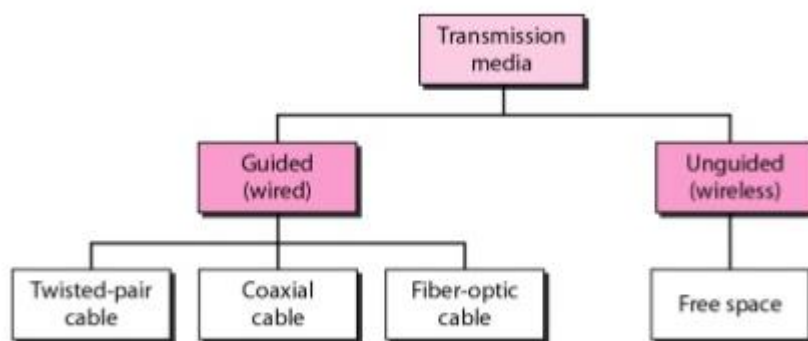 Transmission
media
Guided
(wired)
Unguided
(wireless)
Twisted-pair
cable
Coaxial
cable
Fiber-optic
cable
Free space